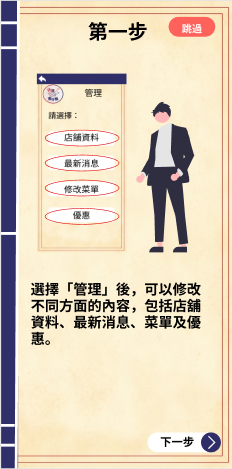 第一步
跳過
管理
請選擇：
店舖資料
最新消息
修改菜單
優惠
選擇「管理」後，可以修改
不同方面的內容，包括店舖
資料、最新消息、菜單及優
惠。
下一步